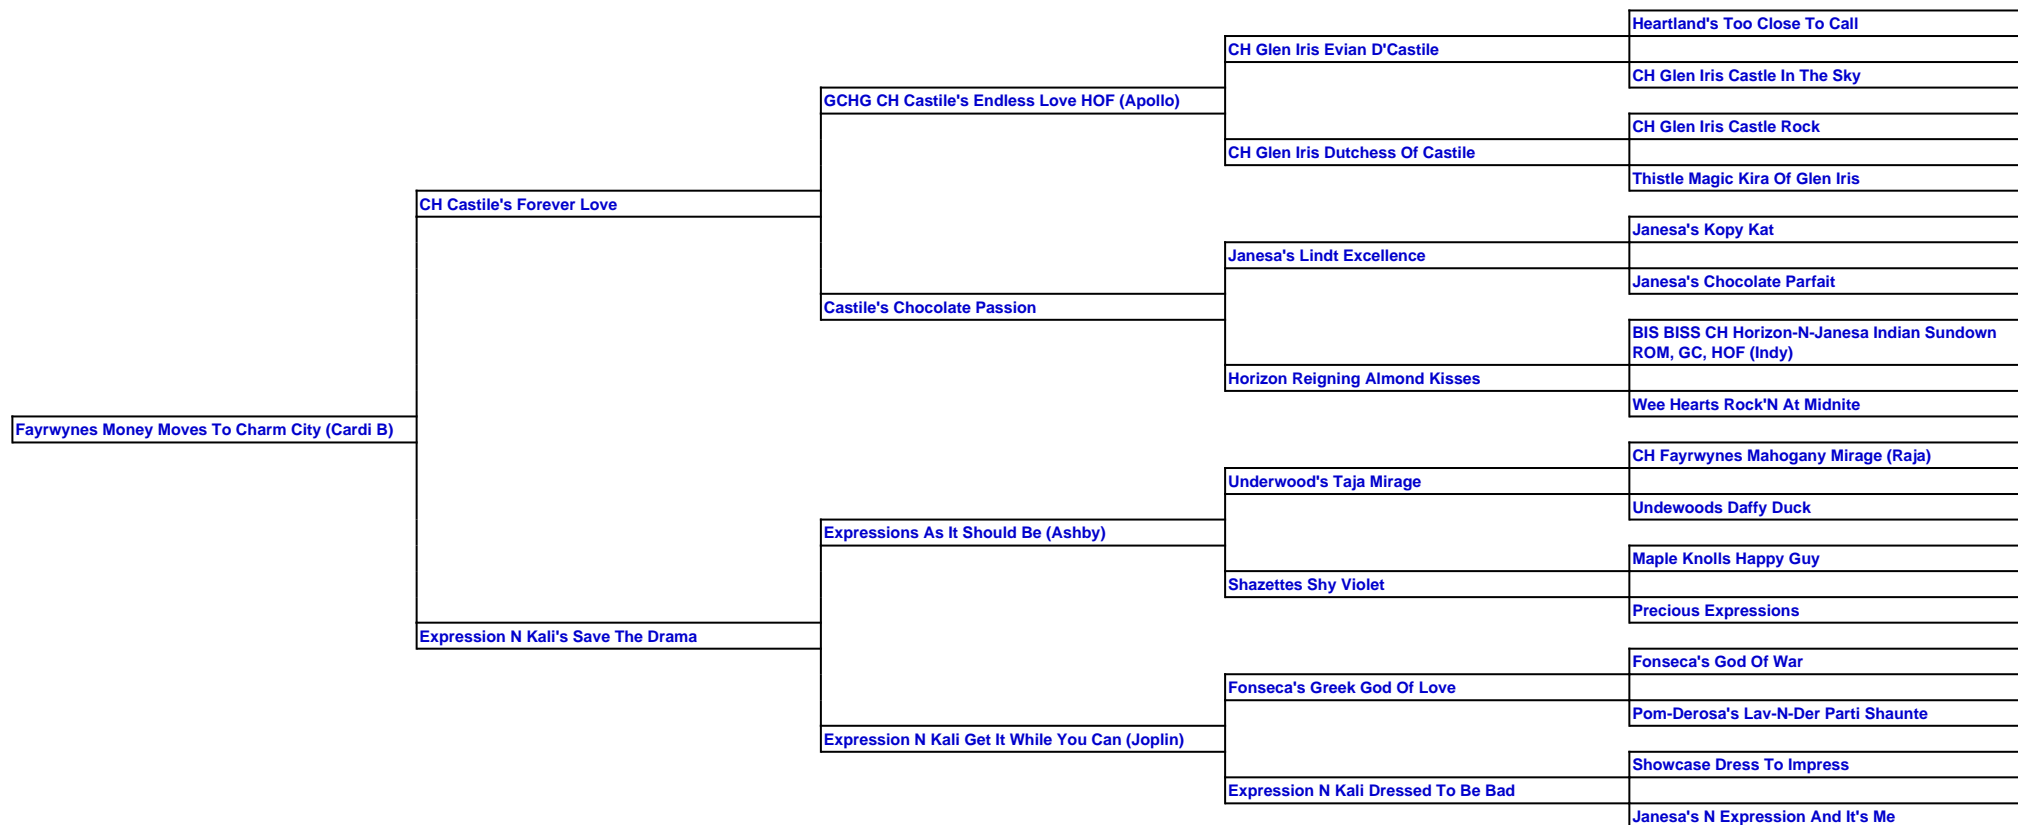 Heartland's Too Close To Call
CH Glen Iris Evian D'Castile
CH Glen Iris Castle In The Sky
GCHG CH Castile's Endless Love HOF (Apollo)
CH Glen Iris Castle Rock
CH Glen Iris Dutchess Of Castile
Thistle Magic Kira Of Glen Iris
CH Castile's Forever Love
Janesa's Kopy Kat
Janesa's Lindt Excellence
Janesa's Chocolate Parfait
Castile's Chocolate Passion
BIS BISS CH Horizon-N-Janesa Indian Sundown
ROM, GC, HOF (Indy)
Horizon Reigning Almond Kisses
Wee Hearts Rock'N At Midnite
Fayrwynes Money Moves To Charm City (Cardi B)
CH Fayrwynes Mahogany Mirage (Raja)
Underwood's Taja Mirage
Undewoods Daffy Duck
Expressions As It Should Be (Ashby)
Maple Knolls Happy Guy
Shazettes Shy Violet
Precious Expressions
Expression N Kali's Save The Drama
Fonseca's God Of War
Fonseca's Greek God Of Love
Pom-Derosa's Lav-N-Der Parti Shaunte
Expression N Kali Get It While You Can (Joplin)
Showcase Dress To Impress
Expression N Kali Dressed To Be Bad
Janesa's N Expression And It's Me